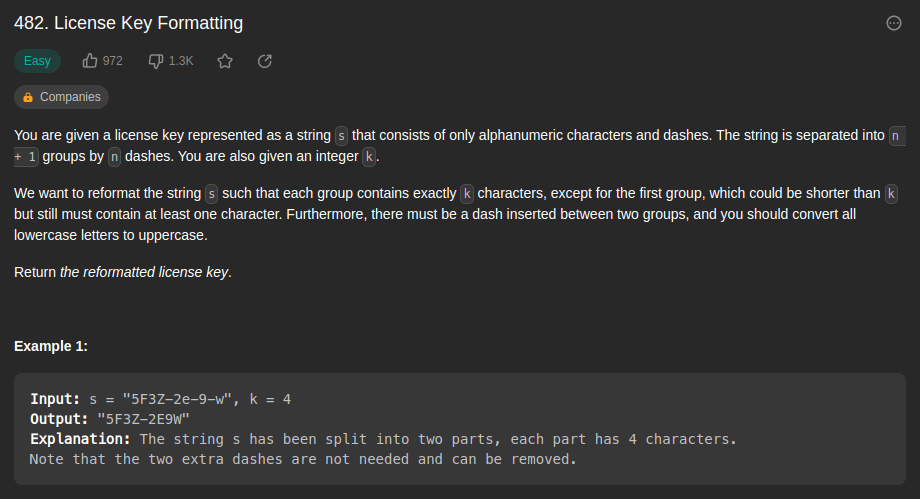 482. License Key Formatting
Easy 972 1.3K
Companies
You are given a license key represented as a string s that consists of only alphanumeric characters and dashes. The string is separated into n
+ 1 groups by n dashes. You are also given an integer k.
We want to reformat the string s such that each group contains exactly k characters, except for the first group, which could be shorter than k
but still must contain at least one character. Furthermore, there must be a dash inserted between two groups, and you should convert all
lowercase letters to uppercase.
Return the reformatted license key.
Example 1:
Input: s = "5F3Z-2e-9-w", k = 4
Output: "5F3Z-2E9W"
Explanation: The string s has been split into two parts, each part has 4 characters.
Note that the two extra dashes are not needed and can be removed.